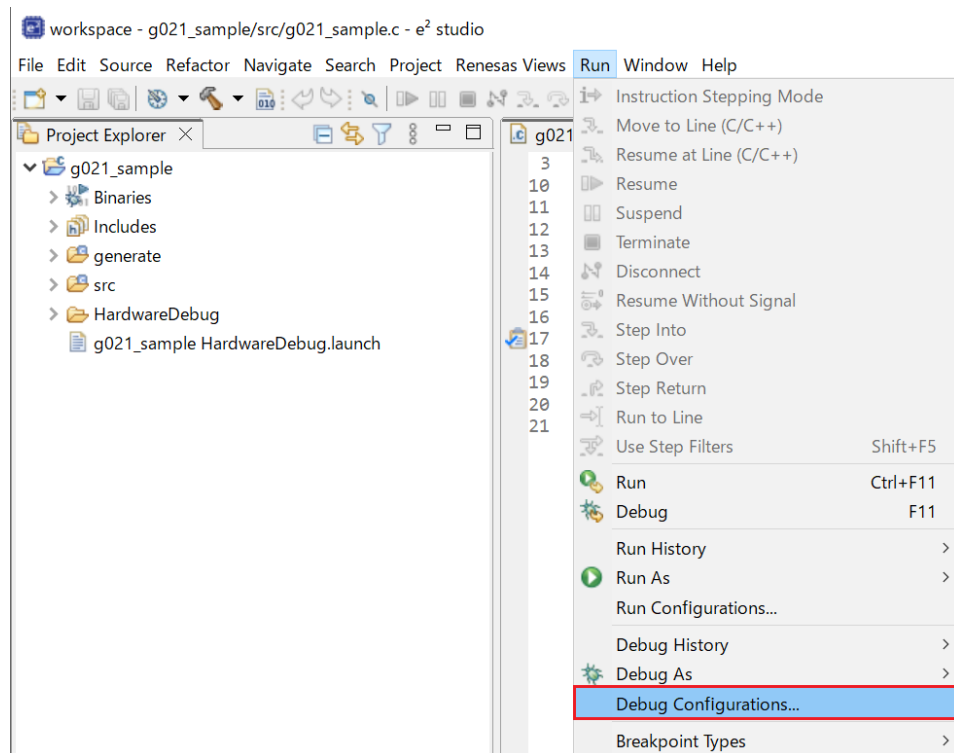 workspace - g021_sample/src/g021_sample.c - e² studio
File Edit Source Refactor Navigate Search Project Renesas Views Run Window Help
010
Project Explorer
g021_sample
Binaries
Includes
generate
src
HardwareDebug
g021_sample HardwareDebug.launch
g021
3
10
11
12
13
14
15
16
17
18
19
20
21
Instruction Stepping Mode
Move to Line (C/C++)
Resume at Line (C/C++)
Resume
Suspend
Terminate
Disconnect
Resume Without Signal
Step Into
Step Over
Step Return
Run to Line
Use Step Filters Shift+F5
Run Ctrl+F11
Debug F11
Run History
Run As
Run Configurations...
Debug History
Debug As
Debug Configurations...
Breakpoint Types